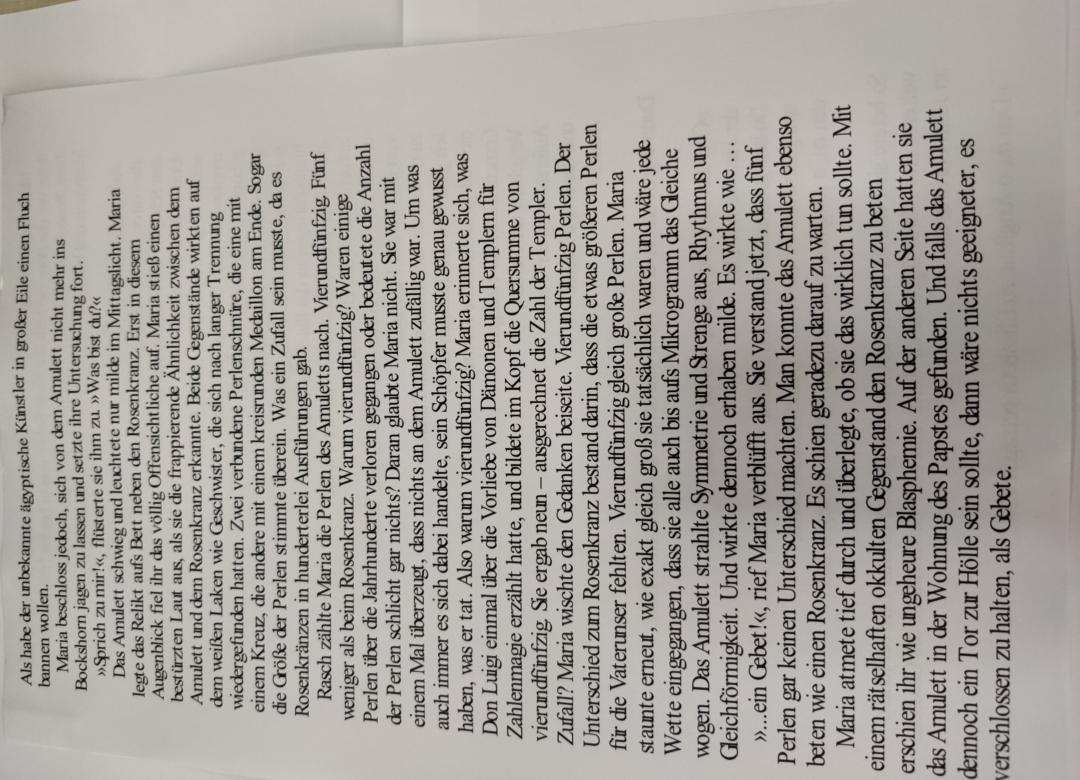 Als habe der unbekannte ägyptische Künstler in großer Eile einen Fluch
bannen wollen.
Maria beschloss jedoch, sich von dem Amulett nicht mehr ins
Bockshorn jagen zu lassen und setzte ihre Untersuchung fort.
»Sprich zu mir!«, flüsterte sie ihm zu. »Was bist du?«
Das Amulett schwieg und leuchtete nur milde im Mittagslicht. Maria
legte das Relikt aufs Bett neben den Rosenkranz. Erst in diesem
Augenblick fiel ihr das völlig Offensichtliche auf. Maria stieß einen
bestürzten Laut aus, als sie die frappierende Ähnlichkeit zwischen dem
Amulett und dem Rosenkranz erkannte. Beide Gegenstände wirkten auf
dem weißen Laken wie Geschwister, die sich nach langer Trennung
wiedergefunden hatten. Zwei verbundene Perlenschnüre, die eine mit
einem Kreuz, die andere mit einem kreisrunden Medaillon am Ende. Sogar
die Größe der Perlen stimmte überein. Was ein Zufall sein musste, da es
Rosenkränze in hunderterlei Ausführungen gab.
Rasch zählte Maria die Perlen des Amuletts nach. Vierundfünfzig. Fünf
weniger als beim Rosenkranz. Warum vierundfünfzig? Waren einige
Perlen über die Jahrhunderte verloren gegangen oder bedeutete die Anzahl
der Perlen schlicht gar nichts? Daran glaubte Maria nicht. Sie war mit
einem Mal überzeugt, dass nichts an dem Amulett zufällig war. Um was
auch immer es sich dabei handelte, sein Schöpfer musste genau gewusst
haben, was er tat. Also warum vierundfünfzig? Maria erinnerte sich, was
Don Luigi einmal über die Vorliebe von Dämonen und Templern für
Zahlenmagie erzählt hatte, und bildete im Kopf die Quersumme von
vierundfünfzig. Sie ergab neun – ausgerechnet die Zahl der Templer.
Zufall? Maria wischte den Gedanken beiseite. Vierundfünfzig Perlen. Der
Unterschied zum Rosenkranz bestand darin, dass die etwas größeren Perlen
für die Vaterunser fehlten. Vierundfünfzig gleich große Perlen. Maria
staunte erneut, wie exakt gleich groß sie tatsächlich waren und wäre jede
Wette eingegangen, dass sie alle auch bis aufs Mikrogramm das Gleiche
wogen. Das Amulett strahlte Symmetrie und Strenge aus, Rhythmus und
Gleichförmigkeit. Und wirkte dennoch erhaben milde. Es wirkte wie …
»...ein Gebet!«, rief Maria verblüfft aus. Sie verstand jetzt, dass fünf
Perlen gar keinen Unterschied machten. Man konnte das Amulett ebenso
beten wie einen Rosenkranz. Es schien geradezu darauf zu warten.
Maria atmete tief durch und überlegte, ob sie das wirklich tun sollte. Mit
einem rätselhaften okkulten Gegenstand den Rosenkranz zu beten
erschien ihr wie ungeheure Blasphemie. Auf der anderen Seite hatten sie
das Amulett in der Wohnung des Papstes gefunden. Und falls das Amulett
dennoch ein Tor zur Hölle sein sollte, dann wäre nichts geeigneter, es
verschlossen zu halten, als Gebete.